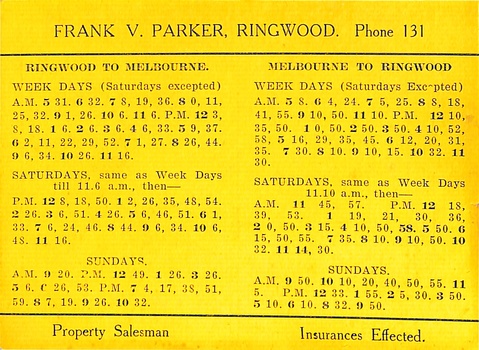 FRANK V. PARKER, RINGWOOD. Phone 131
RINGWOOD TO MELBOURNE.
WEEK DAYS (Saturdays excepted)
A.M. 5 31. 6 32. 7 8, 19, 36. 8 0, 11,
25, 32. 9 1, 26. 10 6. 11 6. P.M. 12 3,
8, 18. 1 6. 2 6. 3 6. 4 6, 33. 5 9, 37.
6 2, 11, 22, 29, 52. 7 1, 27. 8 26, 44.
9 6, 34. 10 26. 11 16.
SATURDAYS, same as Week Days
till 11.6 a.m., then—
P.M. 12 8, 18, 50. 1 2, 26, 35, 48, 54.
2 26. 3 6, 51. 4 26. 5 6, 46, 51. 6 1,
33. 7 6, 24, 46. 8 44. 9 6, 34. 10 6,
48. 11 16.
SUNDAYS.
A.M. 9 20. P.M. 12 49. 1 26. 3 26.
5 6. 6 26, 53. P.M. 7 4, 17, 38, 51,
59. 8 7, 19. 9 26. 10 32.
MELBOURNE TO RINGWOOD
WEEK DAYS (Saturdays Excepted)
A.M. 5 8. 6 4, 24. 7 5, 25. 8 8, 18,
41, 55. 9 10, 50. 11 10. P.M. 12 10,
35, 50. 1 0, 50. 2 50. 3 50. 4 10, 52,
58, 5 16, 29, 35, 45. 6 12, 20, 31,
35. 7 30. 8 10. 9 10, 15. 10 32. 11
30.
SATURDAYS, same as Week Days
11.10 a.m., then—
A.M. 11 45, 57. P.M. 12 18,
39, 53. 1 19, 21, 30, 36,
2 0, 50. 3 15. 4 10, 50, 58. 5 50. 6
15, 50, 55. 7 35. 8 10. 9 10, 50. 10
32. 11 14, 30.
SUNDAYS.
A.M. 9 50. 10 10, 20, 40, 50, 55. 11
5. P.M. 12 33. 1 55. 2 5, 30. 3 50.
5 10. 6 10. 8 32. 9 50.
Property Salesman
Insurances Effected.